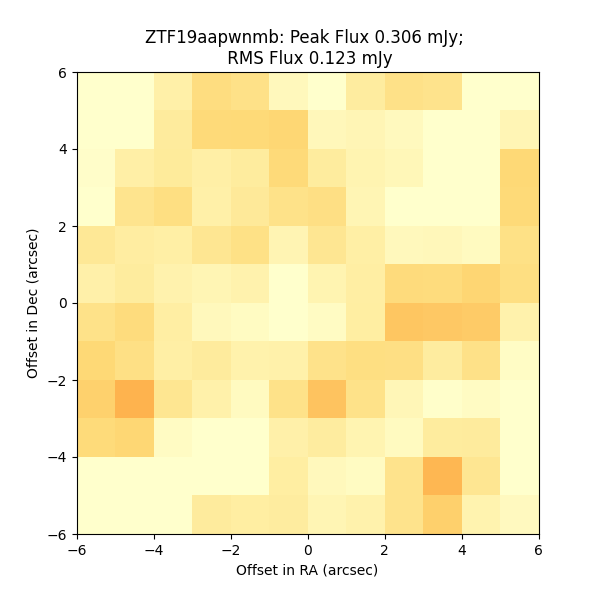 ZTF19aapwnmb: Peak Flux 0.306 mJy;
RMS Flux 0.123 mJy
6
4
2
0
−2
−4
−6
Offset in Dec (arcsec)
−6 −4 −2 0 2 4 6
Offset in RA (arcsec)